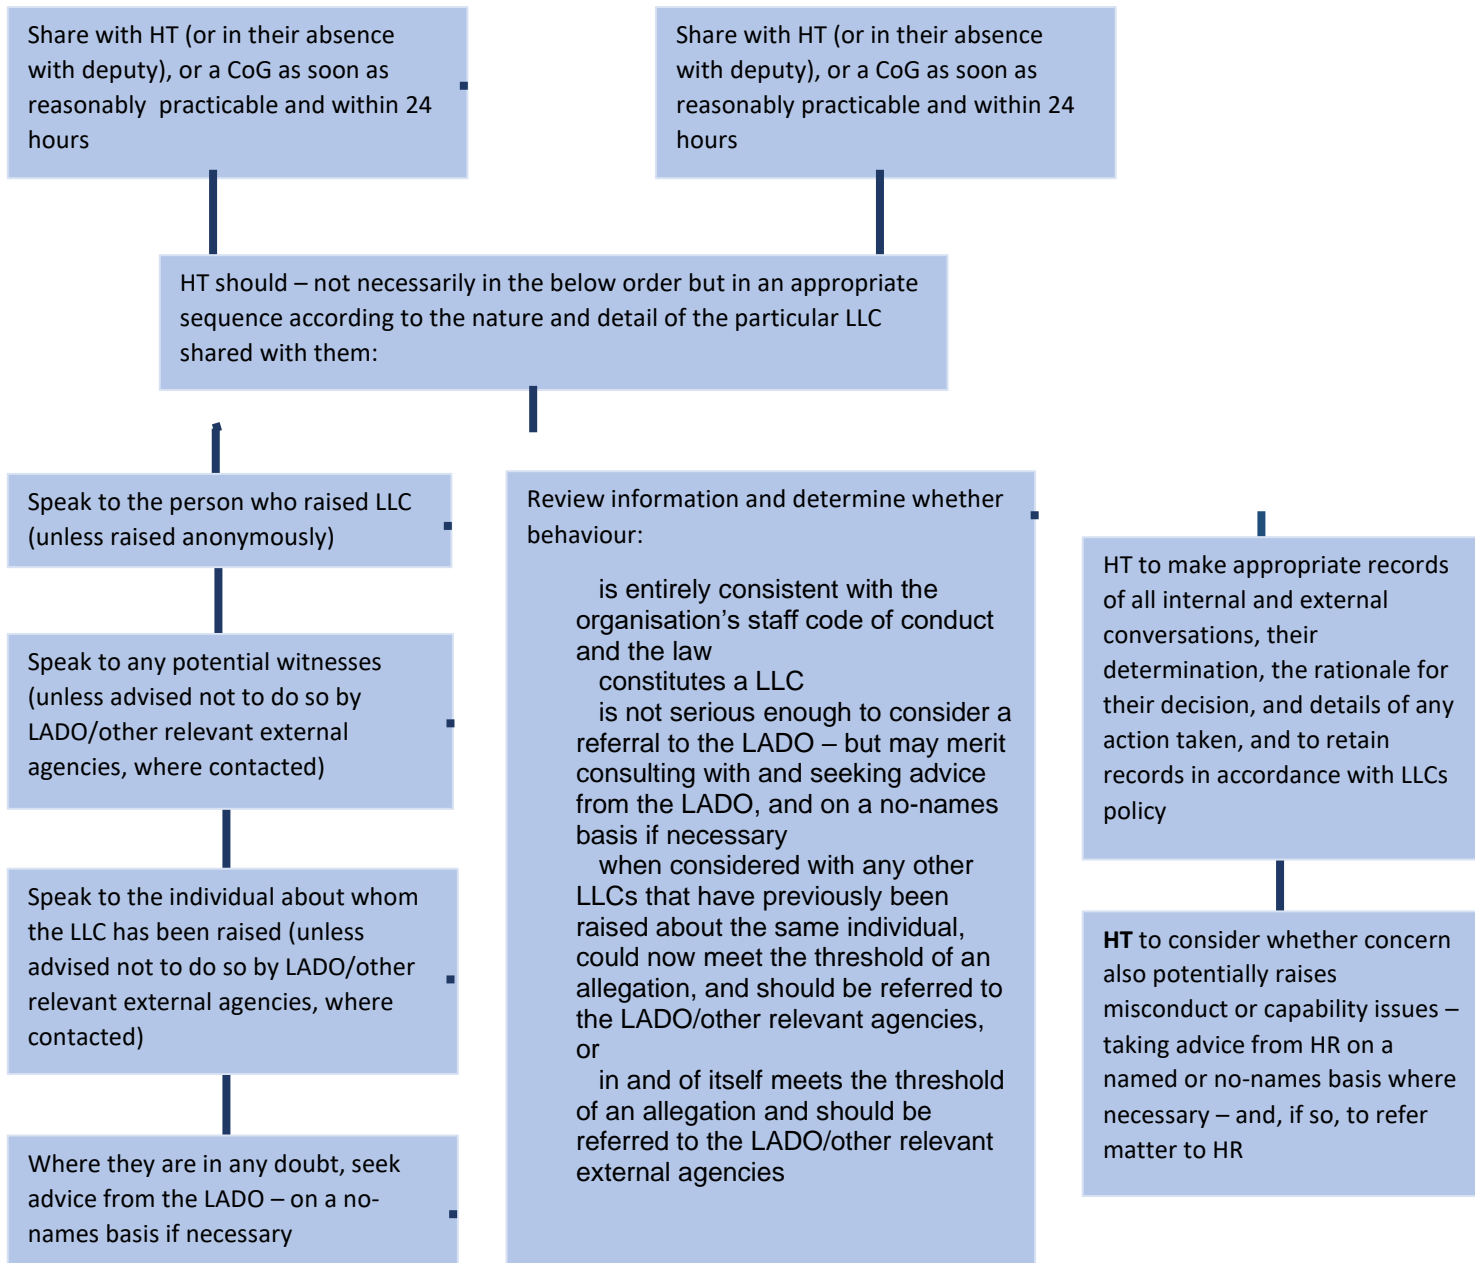 Share with HT (or in their absence
with deputy), or a CoG as soon as
reasonably  practicable and within 24
hours
Share with HT (or in their absence
with deputy), or a CoG as soon as
reasonably practicable and within 24
hours
HT should – not necessarily in the below order but in an appropriate
sequence according to the nature and detail of the particular LLC
shared with them:
Speak to the person who raised LLC
(unless raised anonymously)
Speak to any potential witnesses
(unless advised not to do so by
LADO/other relevant external
agencies, where contacted)
Speak to the individual about whom
the LLC has been raised (unless
advised not to do so by LADO/other
relevant external agencies, where
contacted)
Where they are in any doubt, seek
advice from the LADO – on a no-
names basis if necessary
Review information and determine whether
behaviour:
is entirely consistent with the
organisation’s staff code of conduct
and the law
constitutes a LLC
is not serious enough to consider a
referral to the LADO – but may merit
consulting with and seeking advice
from the LADO, and on a no-names
basis if necessary
when considered with any other
LLCs that have previously been
raised about the same individual,
could now meet the threshold of an
allegation, and should be referred to
the LADO/other relevant agencies,
or
in and of itself meets the threshold
of an allegation and should be
referred to the LADO/other relevant
external agencies
HT to make appropriate records
of all internal and external
conversations, their
determination, the rationale for
their decision, and details of any
action taken, and to retain
records in accordance with LLCs
policy
HT to consider whether concern
also potentially raises
misconduct or capability issues –
taking advice from HR on a
named or no-names basis where
necessary – and, if so, to refer
matter to HR